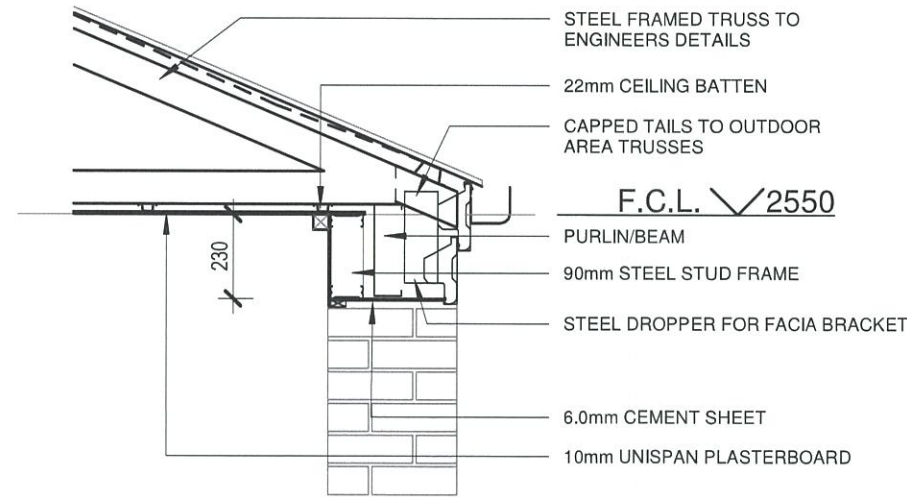 STEEL FRAMED TRUSS TO
ENGINEERS DETAILS
22mm CEILING BATTEN
CAPPED TAILS TO OUTDOOR
AREA TRUSSES
F.C.L. 2550
PURLIN/BEAM
230
90mm STEEL STUD FRAME
STEEL DROPPER FOR FACIA BRACKET
6.0mm CEMENT SHEET
10mm UNISPAN PLASTERBOARD